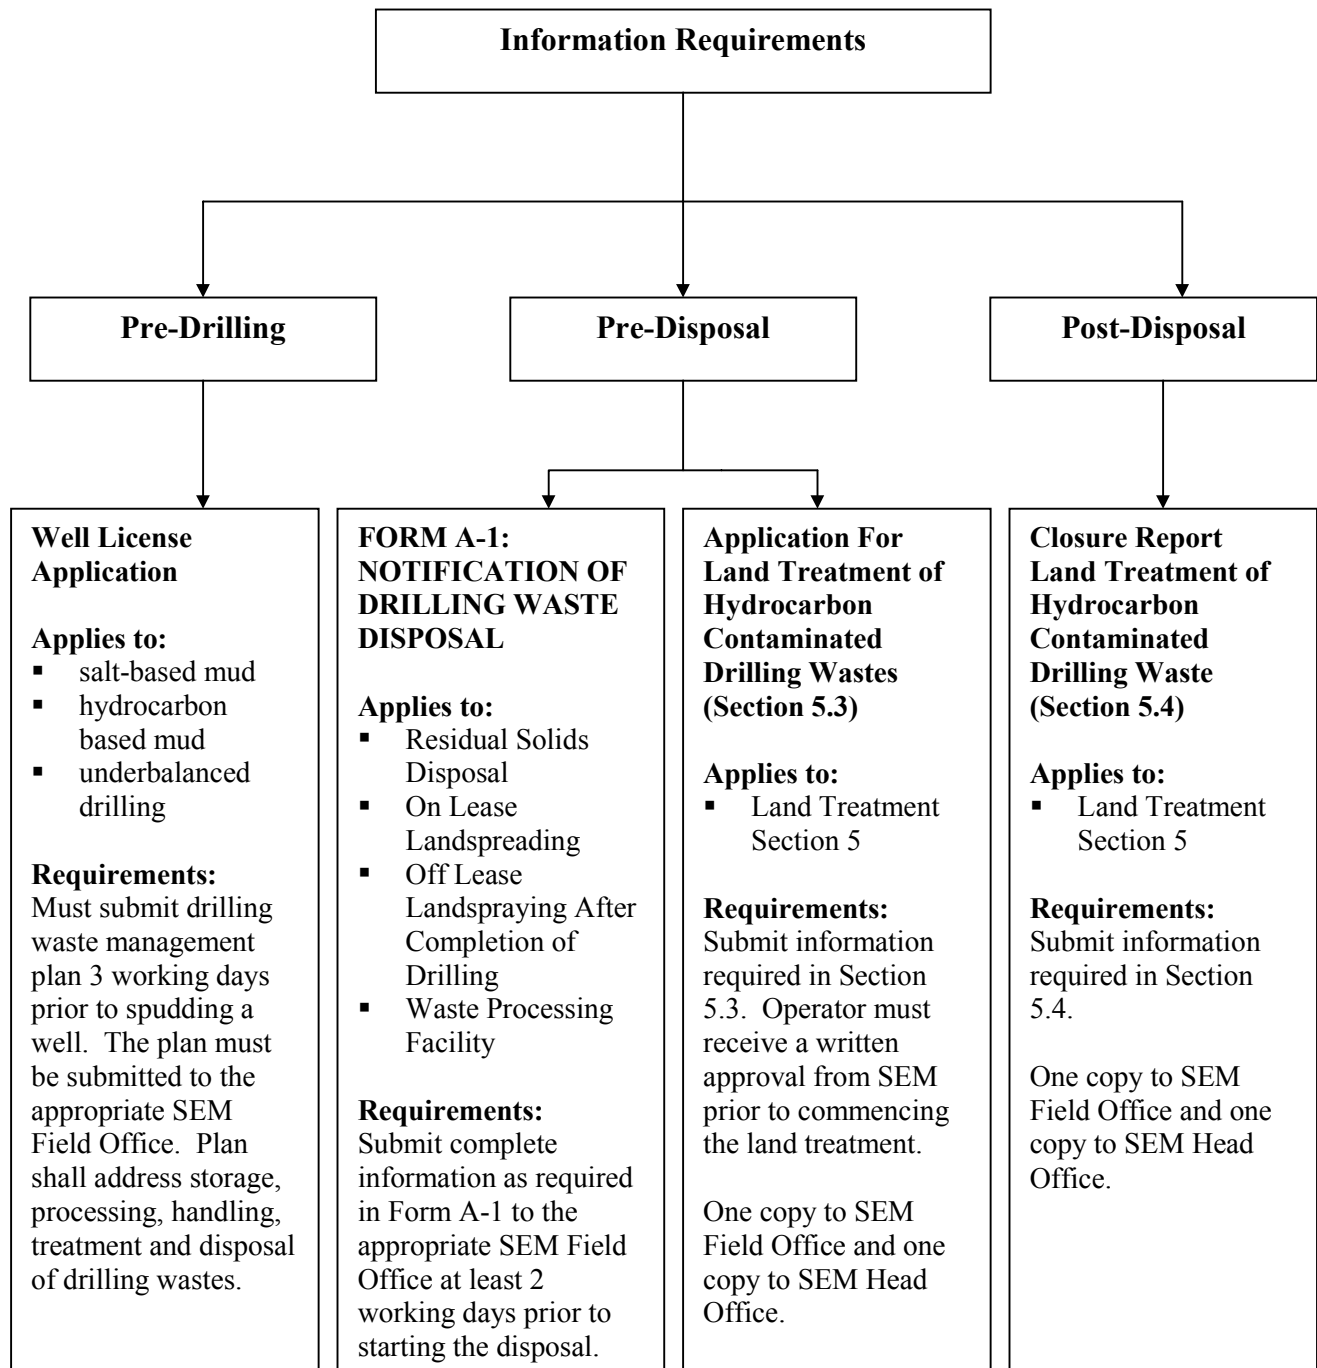 Information Requirements
Pre-Drilling
Pre-Disposal
Post-Disposal
Well License
Application
Applies to:
▪ salt-based mud
▪ hydrocarbon
based mud
▪ underbalanced
drilling
Requirements:
Must submit drilling
waste management
plan 3 working days
prior to spudding a
well. The plan must
be submitted to the
appropriate SEM
Field Office. Plan
shall address storage,
processing, handling,
treatment and disposal
of drilling wastes.
FORM A-1:
NOTIFICATION OF
DRILLING WASTE
DISPOSAL
Applies to:
▪ Residual Solids
Disposal
▪ On Lease
Landspreading
▪ Off Lease
Landspraying After
Completion of
Drilling
▪ Waste Processing
Facility
Requirements:
Submit complete
information as required
in Form A-1 to the
appropriate SEM Field
Office at least 2
working days prior to
starting the disposal.
Application For
Land Treatment of
Hydrocarbon
Contaminated
Drilling Wastes
(Section 5.3)
Applies to:
▪ Land Treatment
Section 5
Requirements:
Submit information
required in Section
5.3. Operator must
receive a written
approval from SEM
prior to commencing
the land treatment.
One copy to SEM
Field Office and one
copy to SEM Head
Office.
Closure Report
Land Treatment of
Hydrocarbon
Contaminated
Drilling Waste
(Section 5.4)
Applies to:
▪ Land Treatment
Section 5
Requirements:
Submit information
required in Section
5.4.
One copy to SEM
Field Office and one
copy to SEM Head
Office.